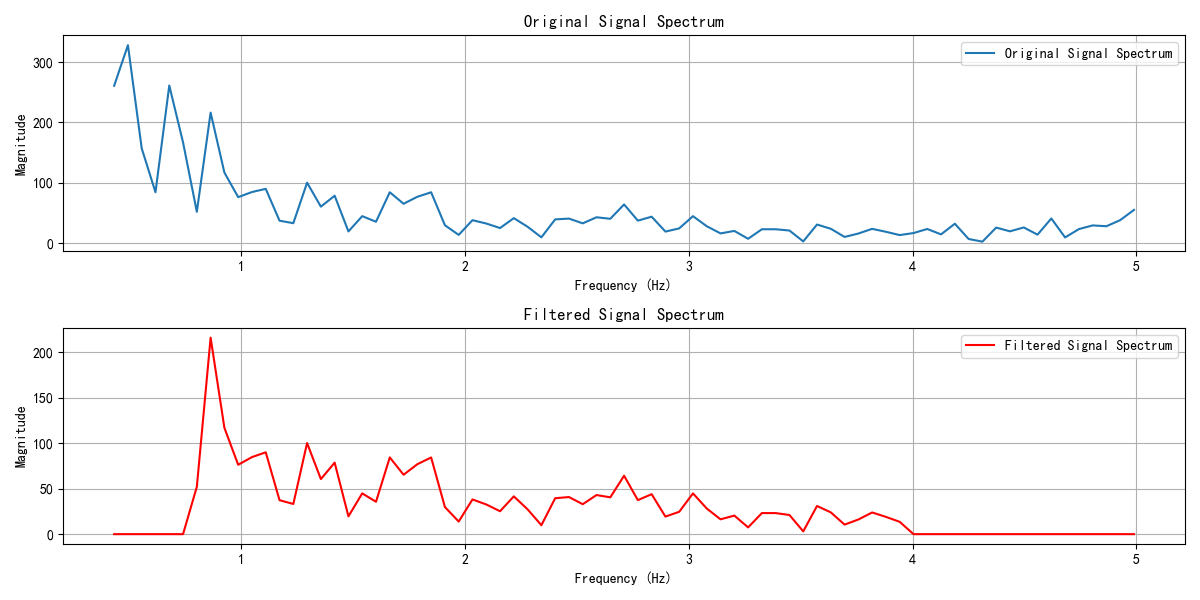 Original Signal Spectrum
Original Signal Spectrum
300
200
100
0
Magnitude
1 2 3 4 5
Frequency (Hz)
Filtered Signal Spectrum
Filtered Signal Spectrum
200
150
100
50
0
Magnitude
1 2 3 4 5
Frequency (Hz)